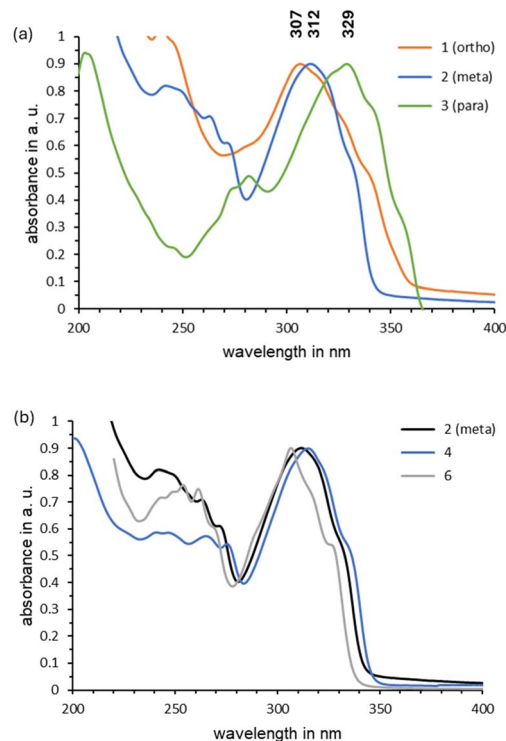 307 312 329
(a)
1 (ortho)
2 (meta)
3 (para)
absorbance in a. u.
1
0.9
0.8
0.7
0.6
0.5
0.4
0.3
0.2
0.1
0
200 250 300 350 400
wavelength in nm
(b)
2 (meta)
4
6
absorbance in a. u.
1
0.9
0.8
0.7
0.6
0.5
0.4
0.3
0.2
0.1
0
200 250 300 350 400
wavelength in nm